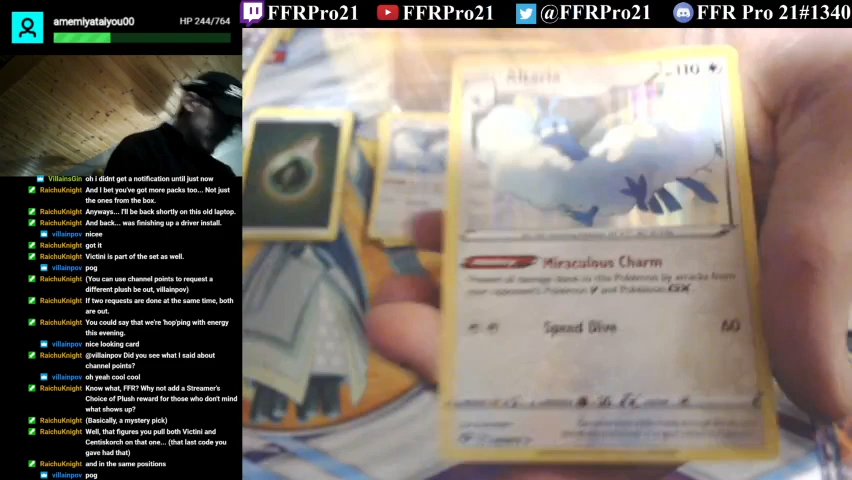 amemiyataiyou00
HP 244/764
FFRPro21
FFRPro21
@FFRPro21
FFR Pro 21#1340
VillainsGin oh i didnt get a notification until just now
RaichuKnight And I bet you've got more packs too... Not just
the ones from the box.
RaichuKnight Anyways... I'll be back shortly on this old laptop.
RaichuKnight And back... was finishing up a driver install.
villainpov nicee
RaichuKnight got it
RaichuKnight Victini is part of the set as well.
villainpov pog
RaichuKnight (You can use channel points to request a
different plush be out, villainpov)
RaichuKnight If two requests are done at the same time, both
are out.
RaichuKnight You could say that we're 'hop'ping with energy
this evening.
villainpov nice looking card
RaichuKnight @villainpov Did you see what I said about
channel points?
villainpov oh yeah cool cool
RaichuKnight Know what, FFR? Why not add a Streamer's
Choice of Plush reward for those who don't mind
what shows up?
RaichuKnight (Basically, a mystery pick)
RaichuKnight Well, that figures you pull both Victini and
Centiskorch on that one... (that last code you
gave had that)
RaichuKnight and in the same positions
villainpov pog
Altaria
110
Miraculous Charm
Speed Dive 60